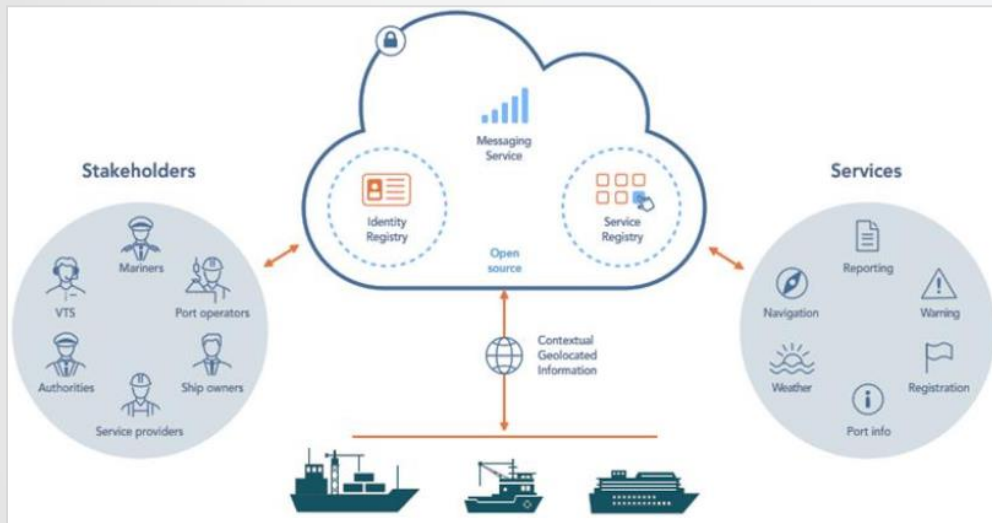 Messaging
Service
Stakeholders
Services
Identity
Registry
Service
Registry
Open
source
Mariners
VTS
Port operators
Authorities
Ship owners
Service providers
Contextual
Geolocated
Information
Reporting
Navigation
Warning
Weather
Registration
Port info